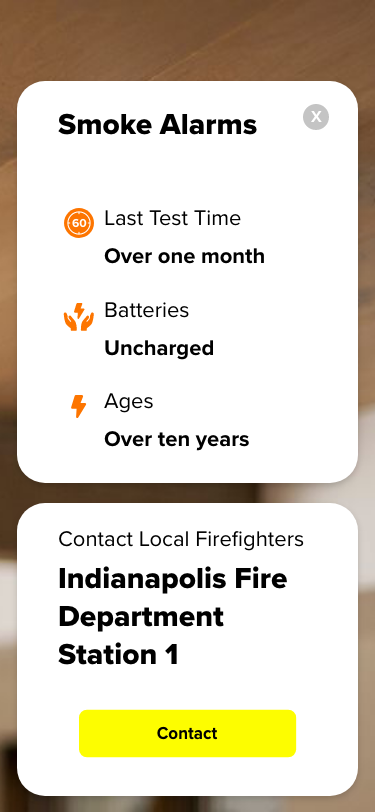 Smoke Alarms
X
60
Last Test Time
Over one month
Batteries
Uncharged
Ages
Over ten years
Contact Local Firefighters
Indianapolis Fire
Department
Station 1
Contact